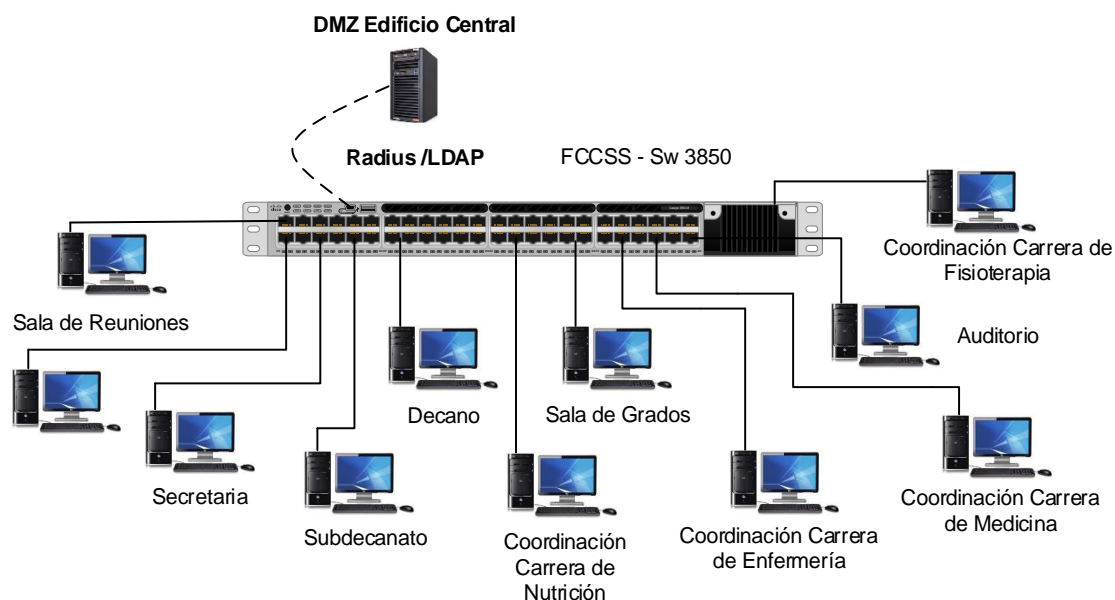 DMZ Edificio Central
Radius /LDAP
FCCSS - Sw 3850
Coordinación Carrera de
Fisioterapia
Sala de Reuniones
Auditorio
Decano
Sala de Grados
Secretaria
Subdecanato
Coordinación
Carrera de
Nutrición
Coordinación Carrera
de Enfermería
Coordinación Carrera
de Medicina